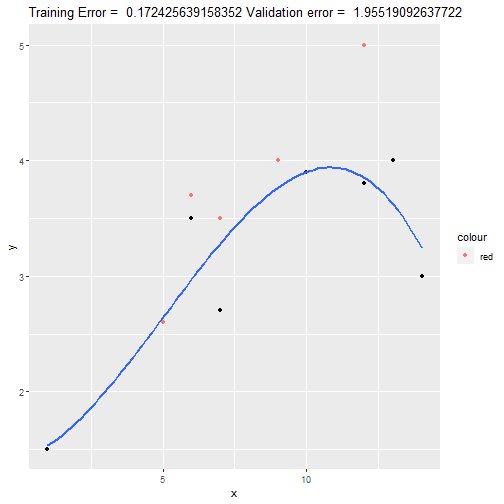 Training Error =  0.172425639158352 Validation error =  1.95519092637722
5
4
3
2
y
5
10
x
colour
red